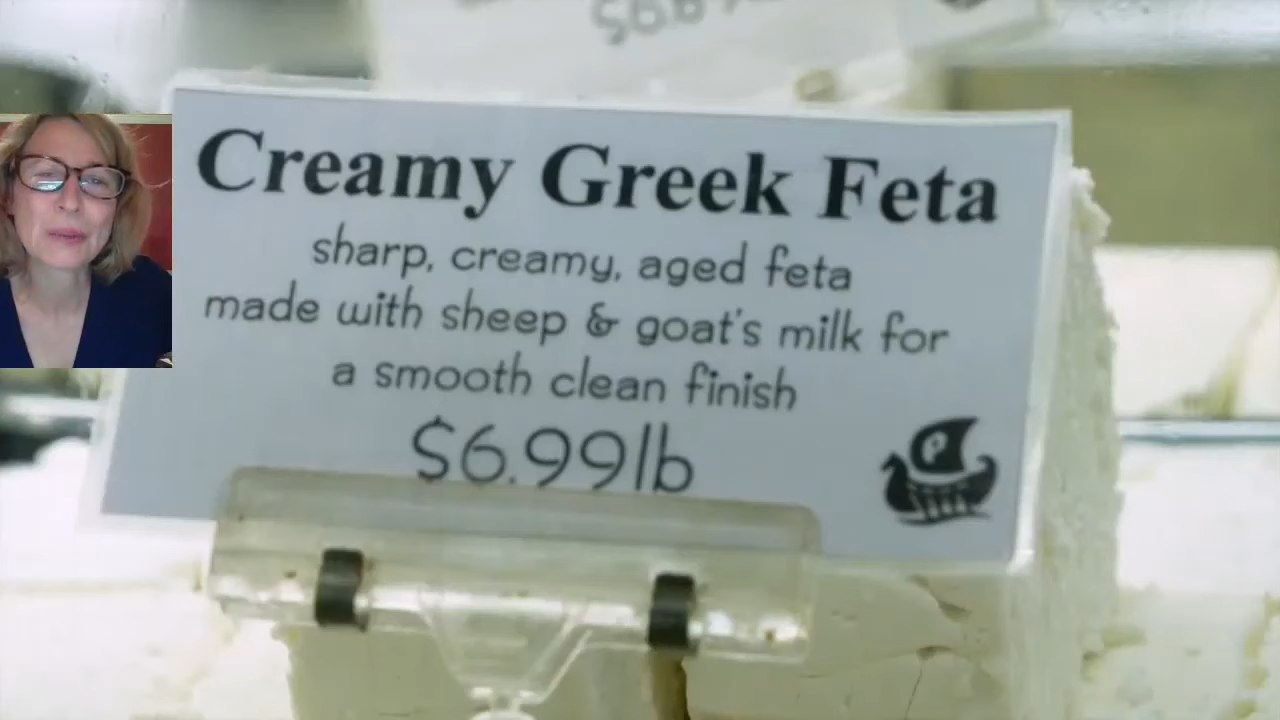 Creamy Greek Feta
sharp, creamy, aged feta
made with sheep & goat's milk for
a smooth clean finish
$6.99lb
P